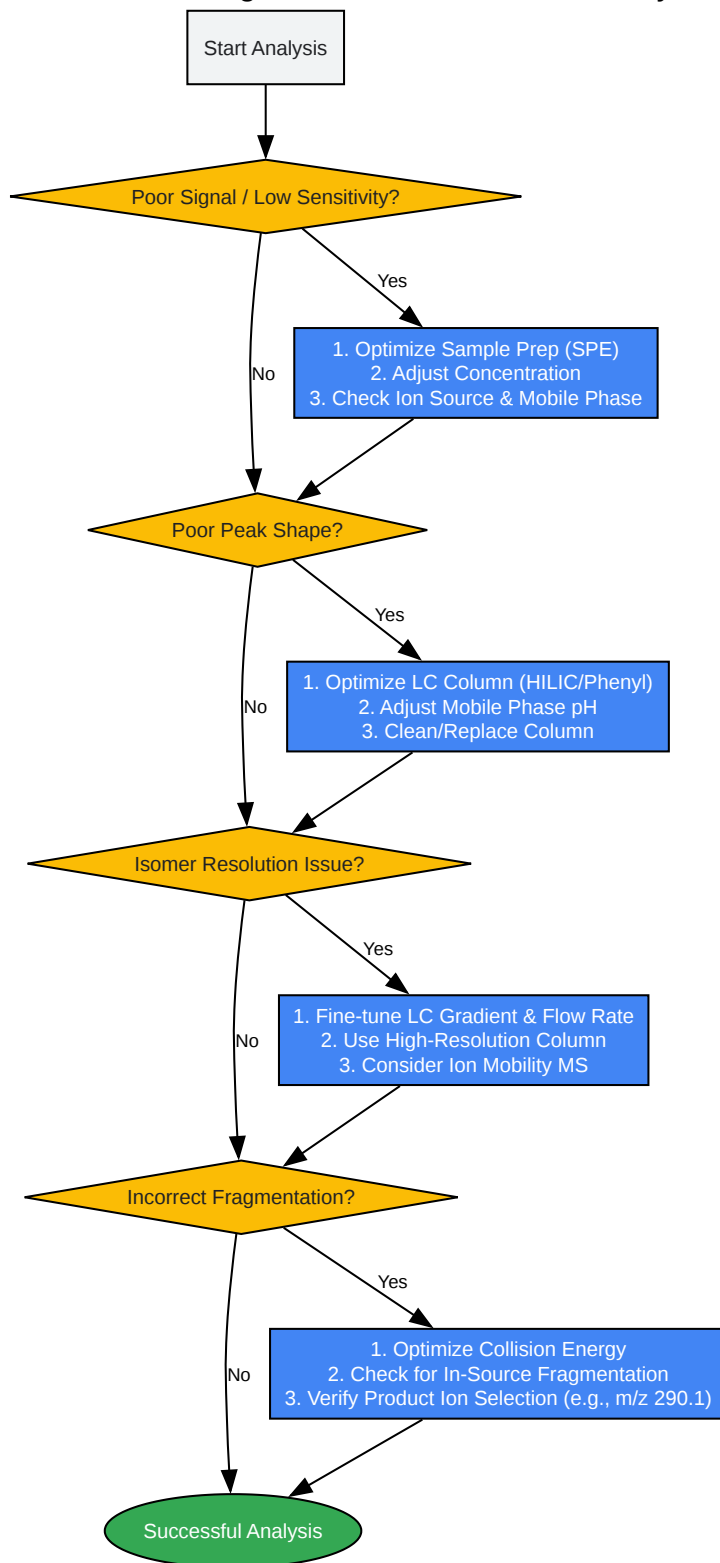 Start Analysis
Poor Signal / Low Sensitivity?
Yes
1. Optimize Sample Prep (SPE)
2. Adjust Concentration
3. Check Ion Source & Mobile Phase
No
Poor Peak Shape?
Yes
1. Optimize LC Column (HILIC/Phenyl)
2. Adjust Mobile Phase pH
3. Clean/Replace Column
No
Isomer Resolution Issue?
Yes
1. Fine-tune LC Gradient & Flow Rate
2. Use High-Resolution Column
3. Consider Ion Mobility MS
No
Incorrect Fragmentation?
Yes
1. Optimize Collision Energy
2. Check for In-Source Fragmentation
3. Verify Product Ion Selection (e.g., m/z 290.1)
No
Successful Analysis